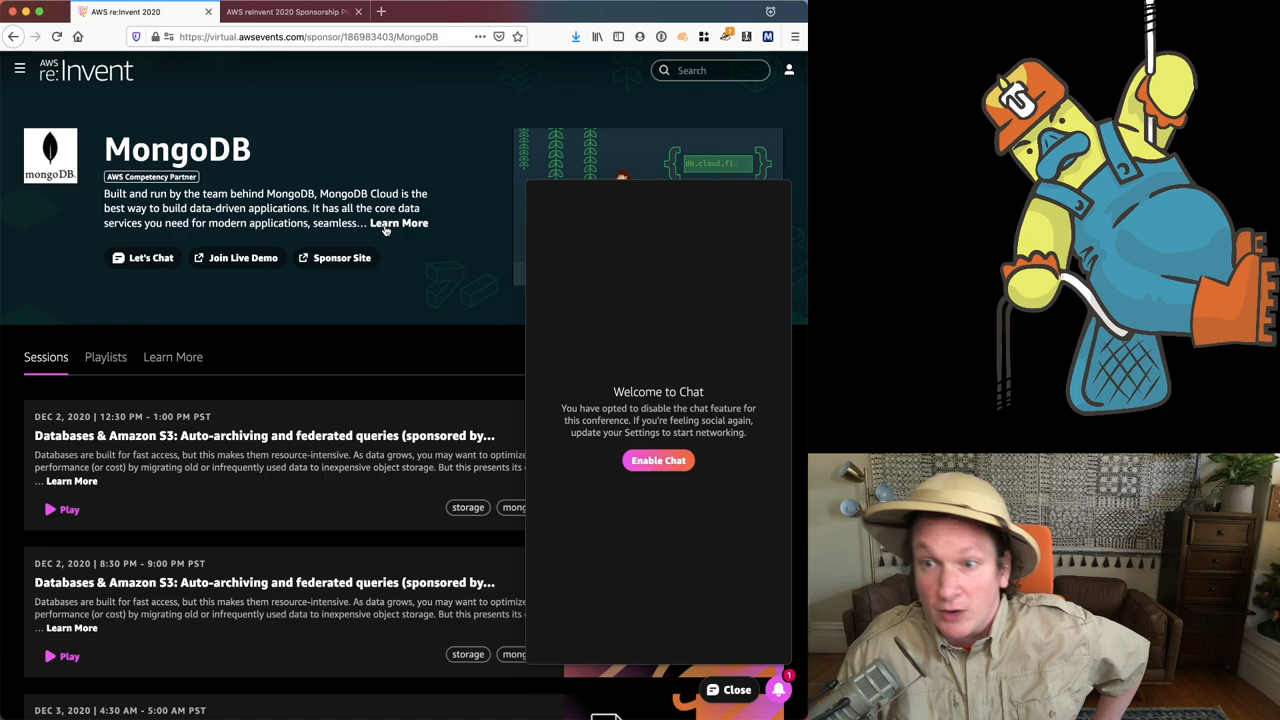 AWS re:Invent 2020
AWS reInvent 2020 Sponsorship P
https://virtual.awsevents.com/sponsor/186983403/MongoDB
AWS
re:Invent
Search
mongoDB.
MongoDB
AWS Competency Partner
Built and run by the team behind MongoDB, MongoDB Cloud is the
best way to build data-driven applications. It has all the core data
services you need for modern applications, seamless... Learn More
Let's Chat
Join Live Demo
Sponsor Site
db.cloud.fi
Sessions
Playlists
Learn More
DEC 2, 2020 | 12:30 PM - 1:00 PM PST
Databases & Amazon S3: Auto-archiving and federated queries (sponsored by...
Databases are built for fast access, but this makes them resource-intensive. As data grows, you may want to optimize
performance (or cost) by migrating old or infrequently used data to inexpensive object storage. But this presents its
... Learn More
Play
storage
mong
DEC 2, 2020 | 8:30 PM - 9:00 PM PST
Databases & Amazon S3: Auto-archiving and federated queries (sponsored by...
Databases are built for fast access, but this makes them resource-intensive. As data grows, you may want to optimize
performance (or cost) by migrating old or infrequently used data to inexpensive object storage. But this presents its
... Learn More
Play
storage
mong
DEC 3, 2020 | 4:30 AM - 5:00 AM PST
Welcome to Chat
You have opted to disable the chat feature for
this conference. If you're feeling social again,
update your Settings to start networking.
Enable Chat
Close
1